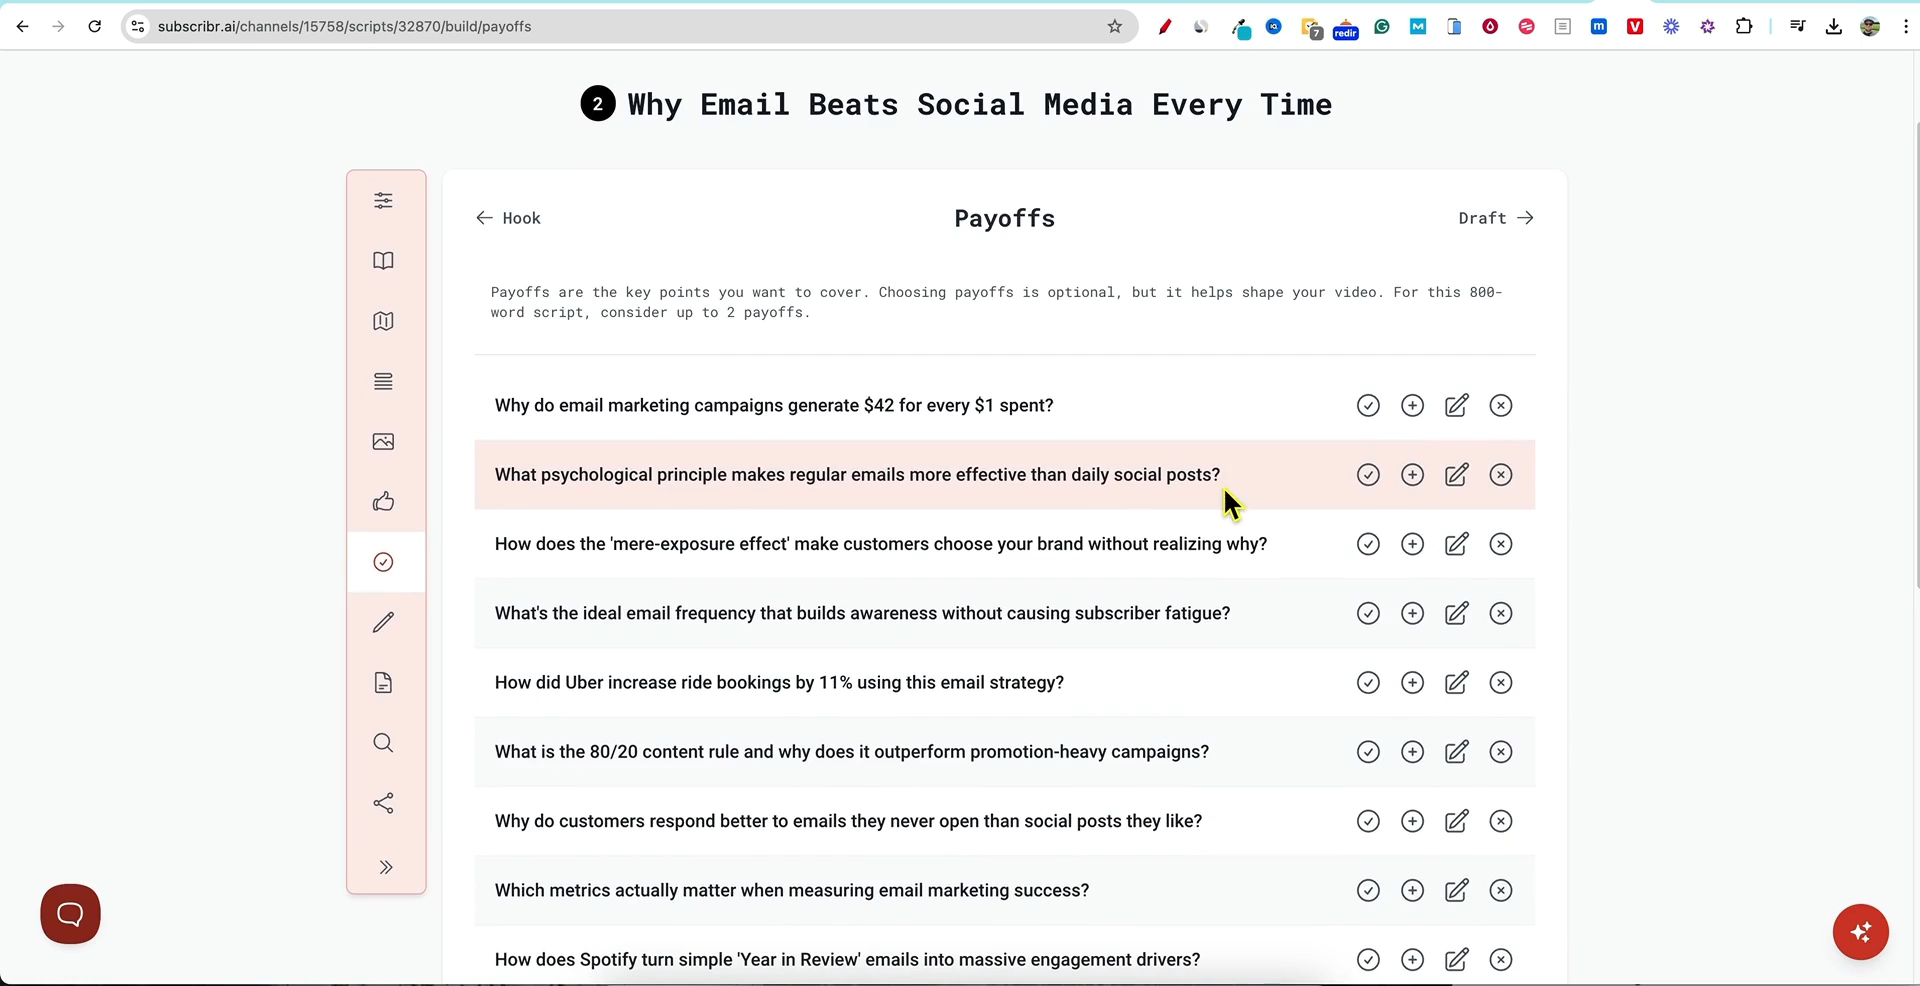 subscribr.ai/channels/15758/scripts/32870/build/payoffs
7
redir
2 Why Email Beats Social Media Every Time
← Hook
Payoffs
Draft →
Payoffs are the key points you want to cover. Choosing payoffs is optional, but it helps shape your video. For this 800-
word script, consider up to 2 payoffs.
Why do email marketing campaigns generate $42 for every $1 spent?
What psychological principle makes regular emails more effective than daily social posts?
How does the 'mere-exposure effect' make customers choose your brand without realizing why?
What's the ideal email frequency that builds awareness without causing subscriber fatigue?
How did Uber increase ride bookings by 11% using this email strategy?
What is the 80/20 content rule and why does it outperform promotion-heavy campaigns?
Why do customers respond better to emails they never open than social posts they like?
Which metrics actually matter when measuring email marketing success?
How does Spotify turn simple 'Year in Review' emails into massive engagement drivers?